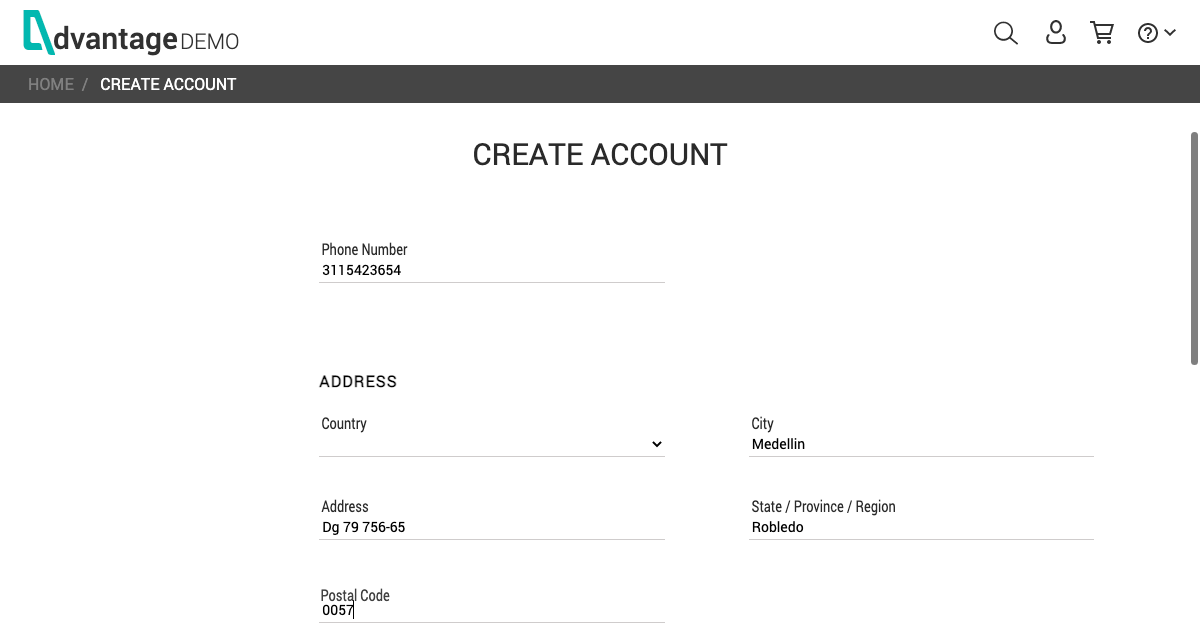 dvantage DEMO
HOME / CREATE ACCOUNT
CREATE ACCOUNT
Phone Number
3115423654
ADDRESS
Country
City
Medellin
Address
Dg 79 756-65
State / Province / Region
Robledo
Postal Code
0057